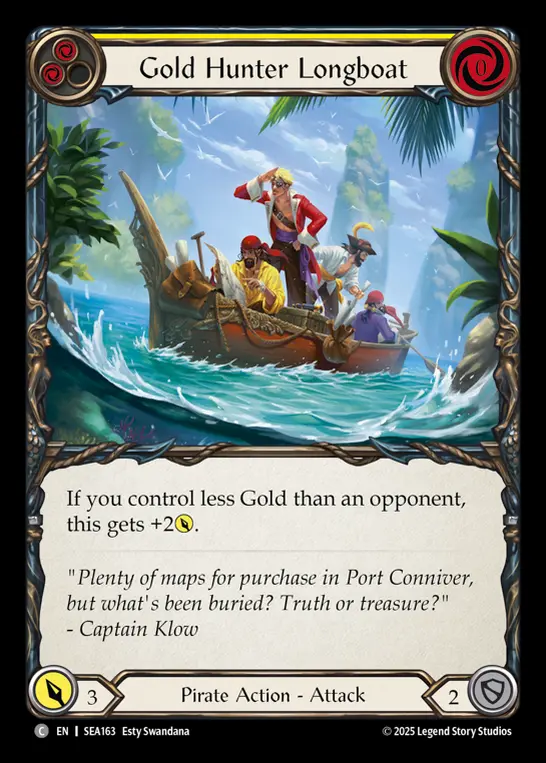 Gold Hunter Longboat
0
If you control less Gold than an opponent,
this gets +2.
"Plenty of maps for purchase in Port Conniver,
but what's been buried? Truth or treasure?"
- Captain Klow
3
Pirate Action - Attack
2
C EN | SEA163 Esty Swandana
© 2025 Legend Story Studios